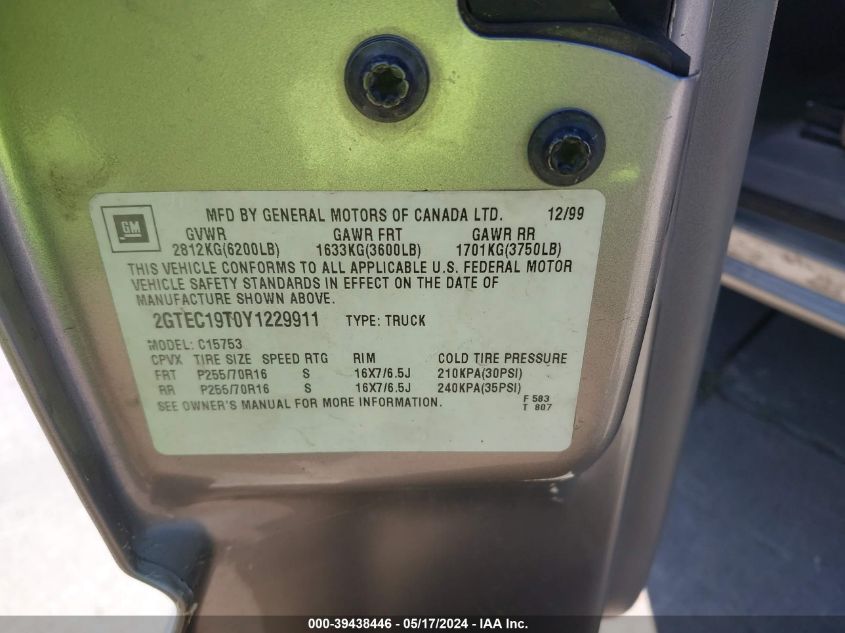 GM
MFD BY GENERAL MOTORS OF CANADA LTD. 12/99
GVWR GAWR FRT GAWR RR
2812KG(6200LB) 1633KG(3600LB) 1701KG(3750LB)
THIS VEHICLE CONFORMS TO ALL APPLICABLE U.S. FEDERAL MOTOR
VEHICLE SAFETY STANDARDS IN EFFECT ON THE DATE OF
MANUFACTURE SHOWN ABOVE.
2GTEC19T0Y1229911 TYPE: TRUCK
MODEL: C15753
CPVX TIRE SIZE SPEED RTG RIM COLD TIRE PRESSURE
FRT P255/70R16 S 16X7/6.5J 210KPA(30PSI)
RR P255/70R16 S 16X7/6.5J 240KPA(35PSI)
SEE OWNER'S MANUAL FOR MORE INFORMATION. F 583
T 807
000-39438446 - 05/17/2024 - IAA Inc.